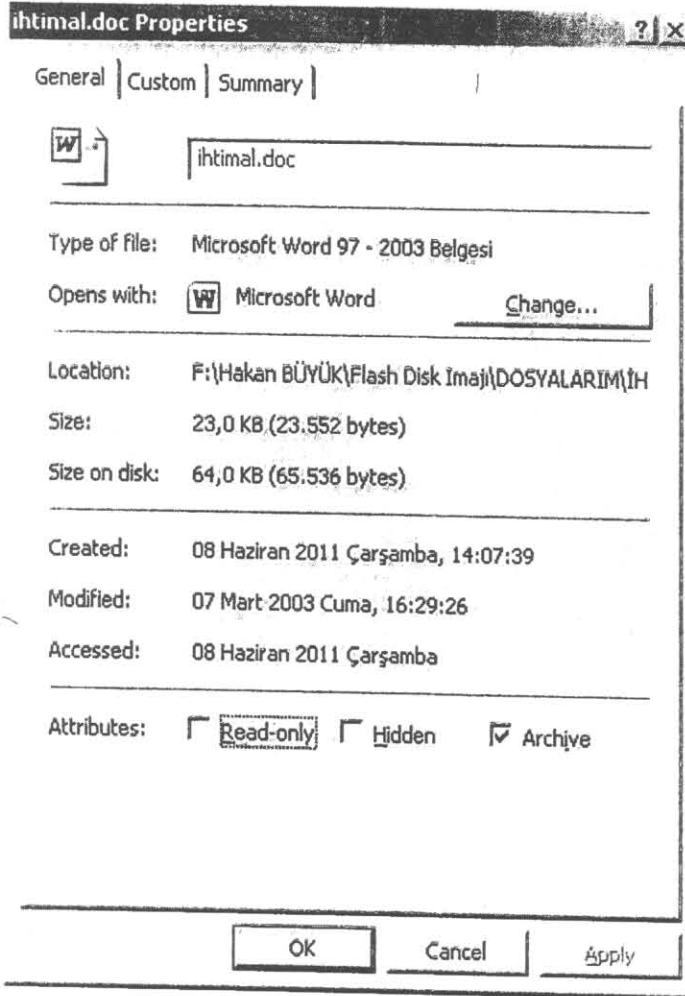 ihtimal.doc Properties
General Custom Summary
ihtimal.doc
Type of file: Microsoft Word 97 - 2003 Belgesi
Opens with: Microsoft Word Change...
Location: F:\Hakan BÜYÜK\Flash Disk İmajı\DOSYALARIM\İH
Size: 23,0 KB (23.552 bytes)
Size on disk: 64,0 KB (65.536 bytes)
Created: 08 Haziran 2011 Çarşamba, 14:07:39
Modified: 07 Mart 2003 Cuma, 16:29:26
Accessed: 08 Haziran 2011 Çarşamba
Attributes: Read-only Hidden Archive
OK Cancel Apply